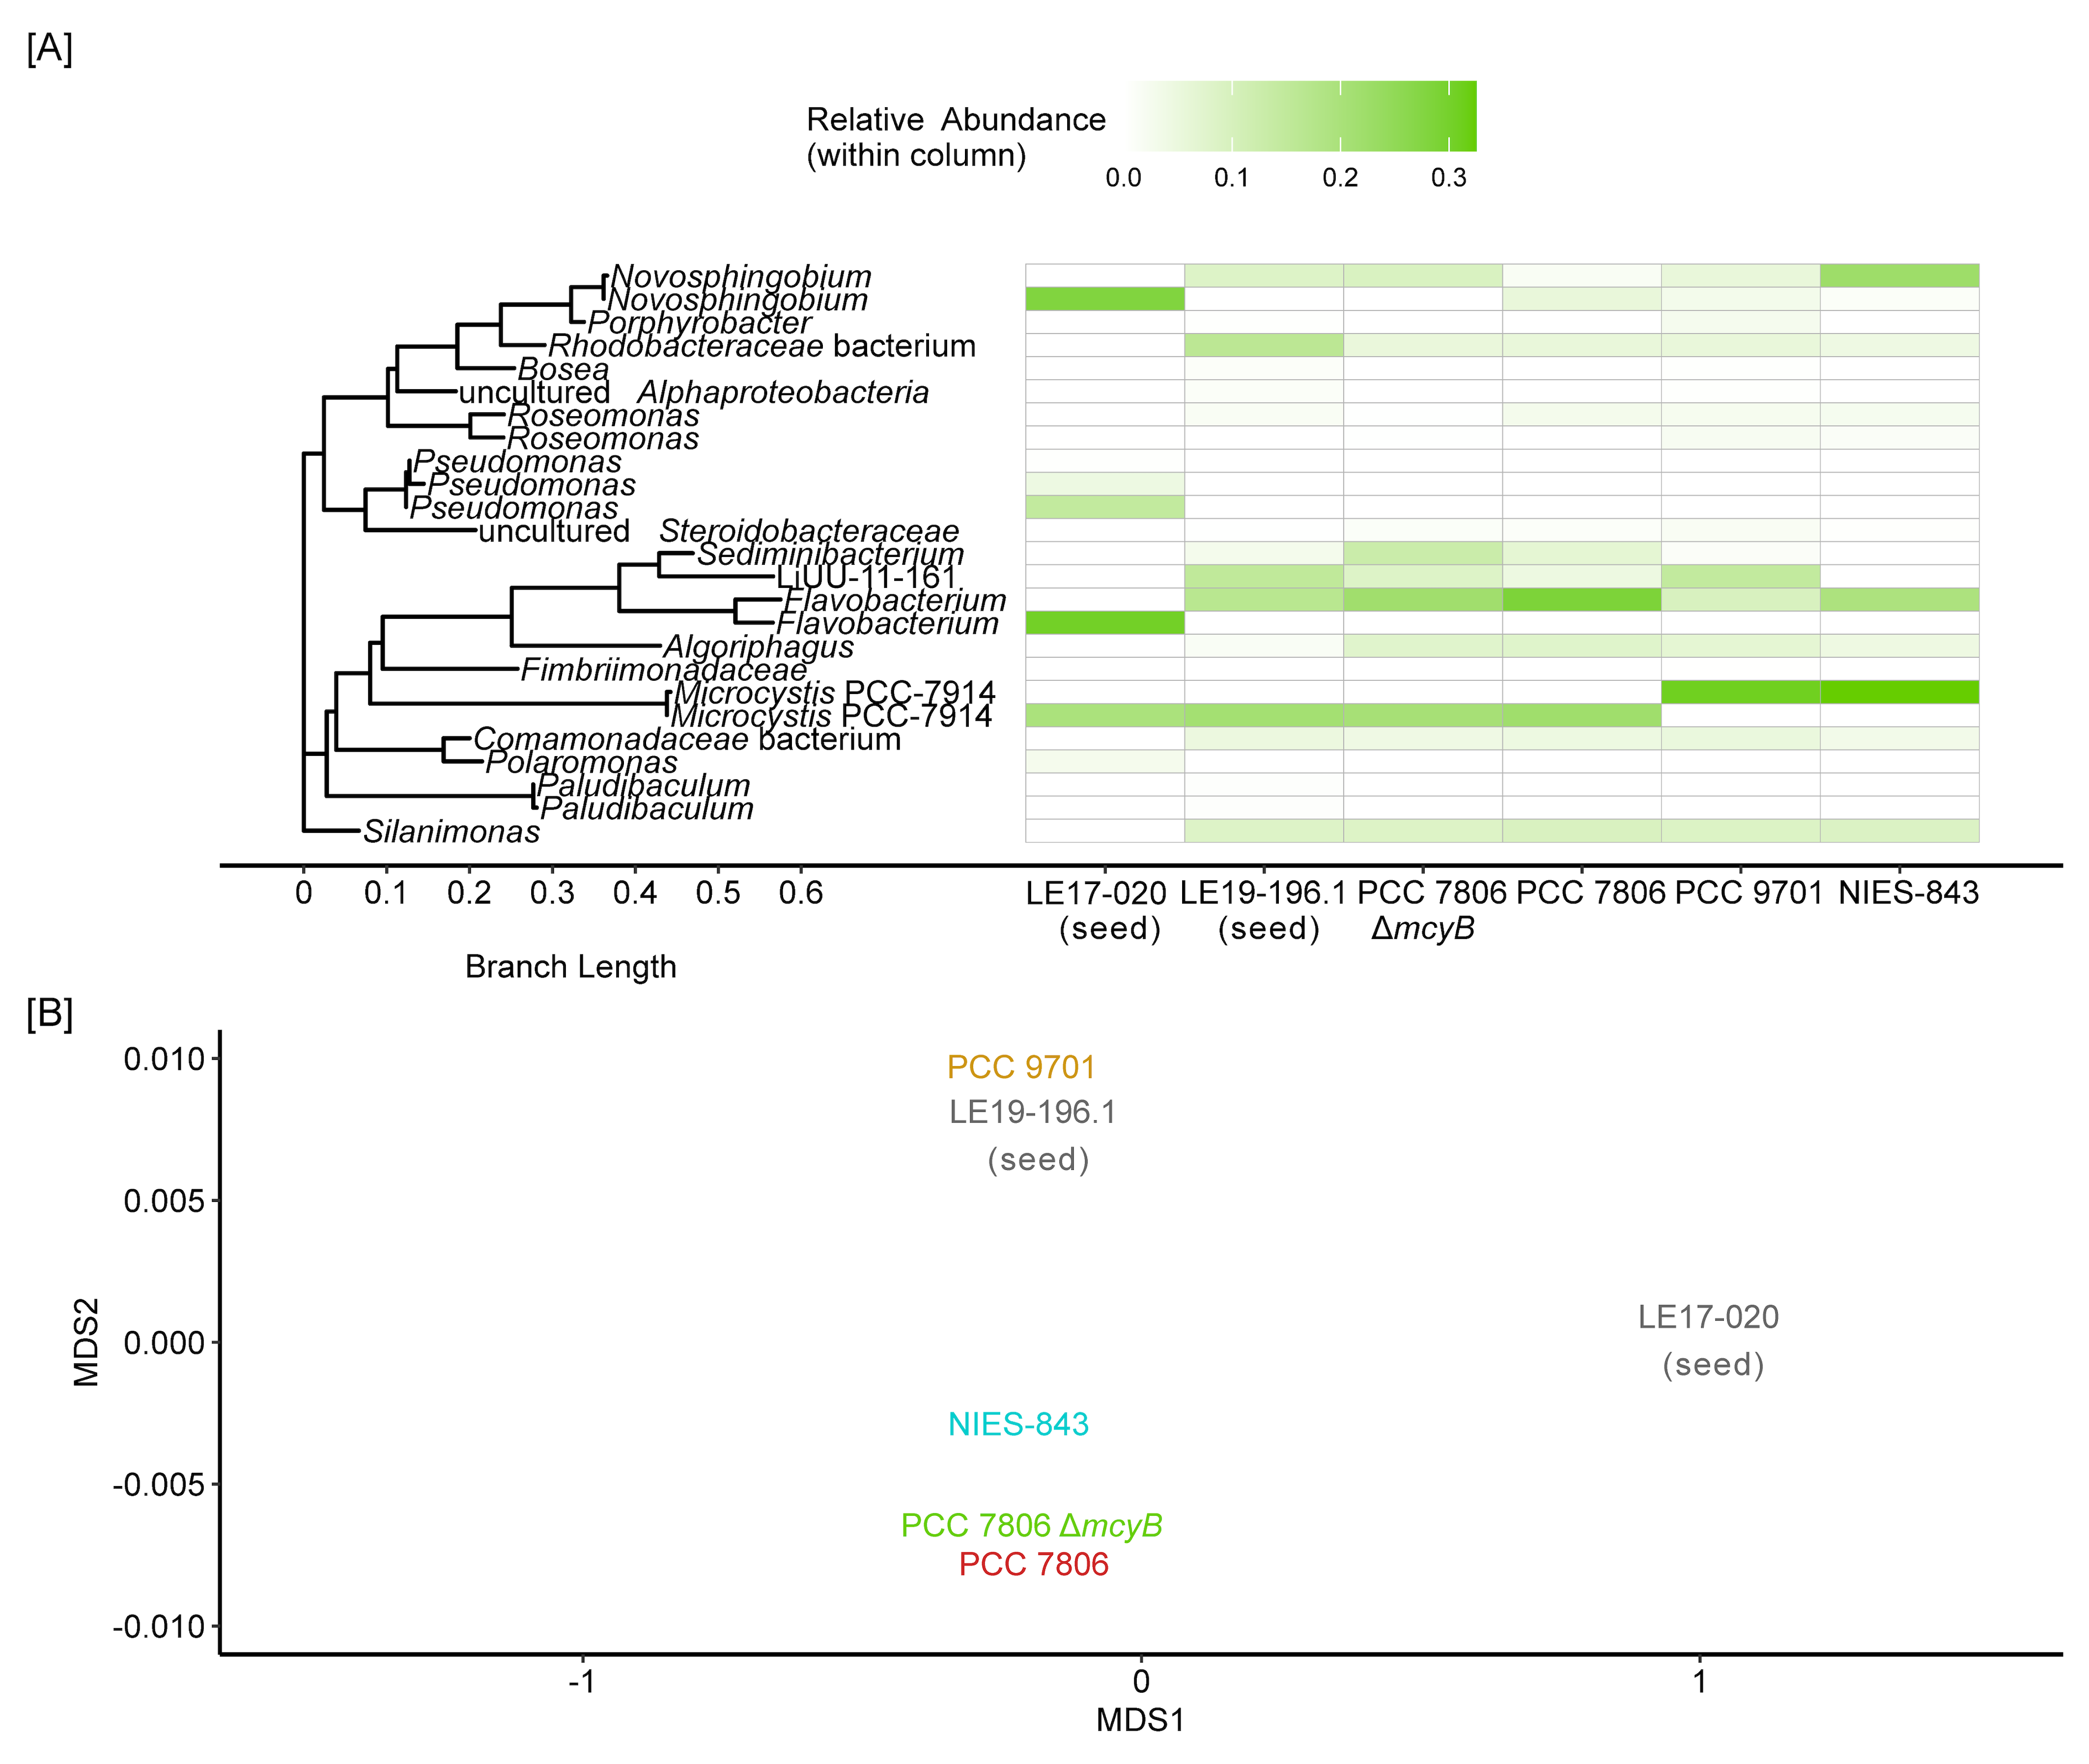 [A]
Relative Abundance
(within column)
0.0 0.1 0.2 0.3
Novosphingobium
Novosphingobium
Porphyrobacter
Rhodobacteraceae bacterium
Bosea
uncultured Alphaproteobacteria
Roseomonas
Roseomonas
Pseudomonas
Pseudomonas
Pseudomonas
uncultured Steroidobacteraceae
Sediminibacterium
LiUU-11-161
Flavobacterium
Flavobacterium
Algoriphagus
Fimbriimonadaceae
Microcystis PCC-7914
Microcystis PCC-7914
Comamonadaceae bacterium
Polaromonas
Paludibaculum
Paludibaculum
Silanimonas
0 0.1 0.2 0.3 0.4 0.5 0.6
Branch Length
LE17-020 LE19-196.1 PCC 7806 PCC 7806 PCC 9701 NIES-843
(seed) (seed) ΔmcyB
[B]
0.010
0.005
0.000
-0.005
-0.010
MDS2
PCC 9701
LE19-196.1
(seed)
LE17-020
(seed)
NIES-843
PCC 7806 ΔmcyB
PCC 7806
-1 0 1
MDS1